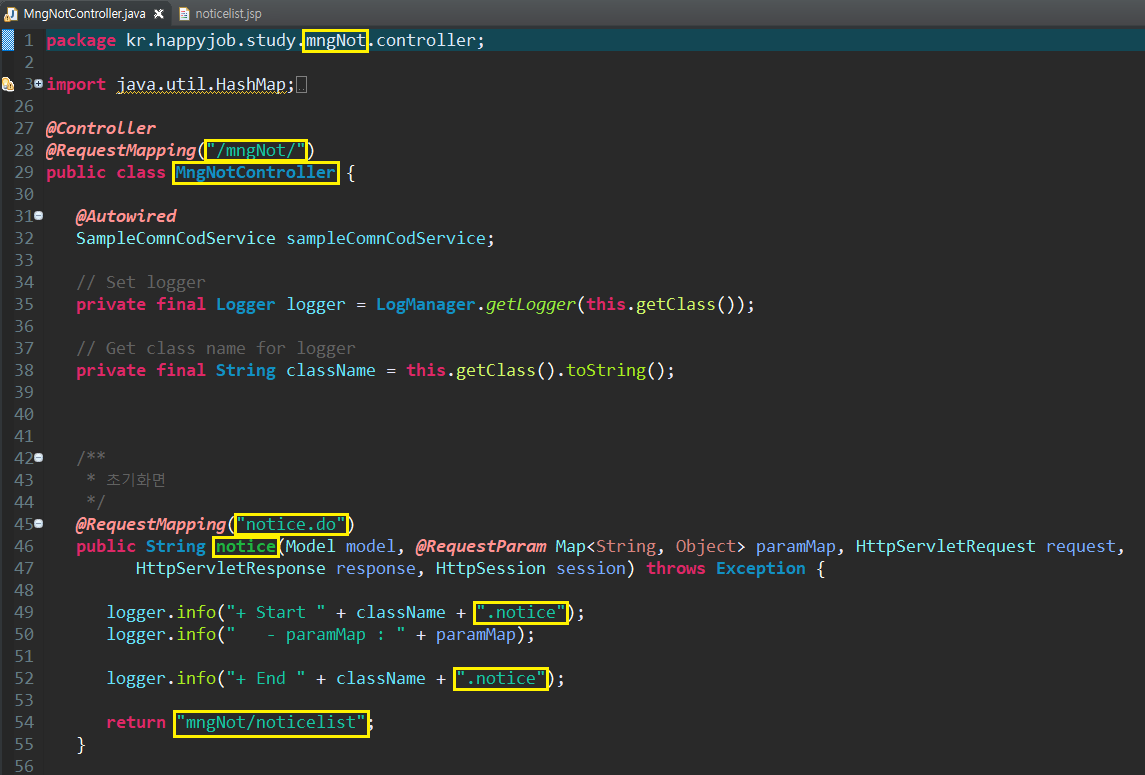 MngNotController.java noticelist.jsp
1 package kr.happyjob.study.mngNot.controller;
2
3 import java.util.HashMap;
26
27 @Controller
28 @RequestMapping("/mngNot/")
29 public class MngNotController {
30
31 @Autowired
32 SampleComnCodService sampleComnCodService;
33
34 // Set logger
35 private final Logger logger = LogManager.getLogger(this.getClass());
36
37 // Get class name for logger
38 private final String className = this.getClass().toString();
39
40
41
42 /**
43 * 초기화면
44 */
45 @RequestMapping("notice.do")
46 public String notice(Model model, @RequestParam Map<String, Object> paramMap, HttpServletRequest request,
47 HttpServletResponse response, HttpSession session) throws Exception {
48
49 logger.info("+ Start " + className + ".notice");
50 logger.info("   - paramMap : " + paramMap);
51
52 logger.info("+ End " + className + ".notice");
53
54 return "mngNot/noticelist";
55 }
56